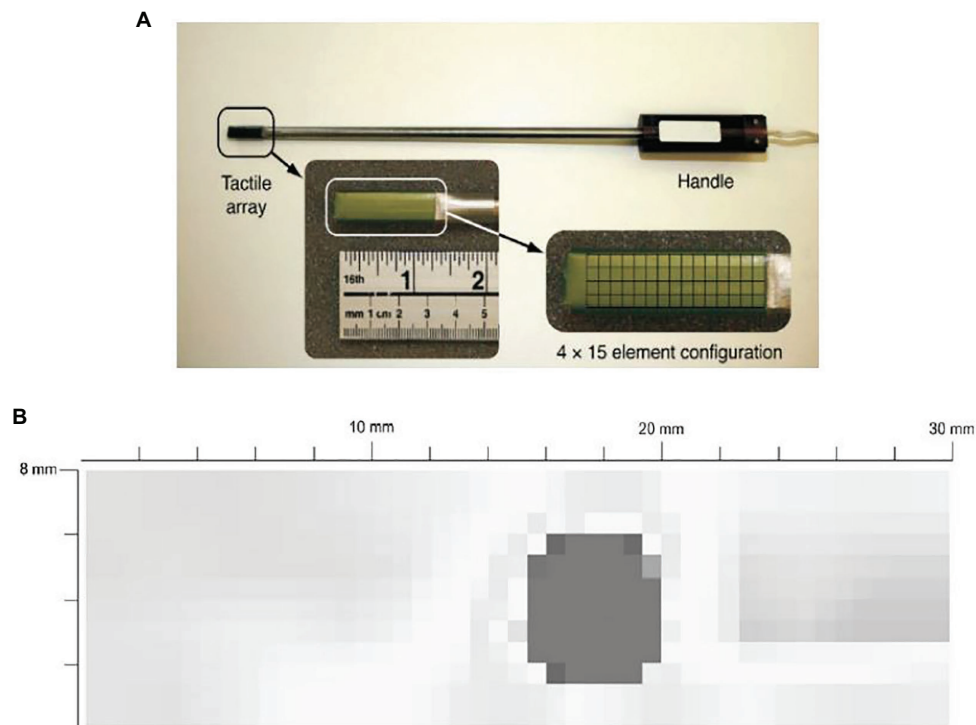 A
Tactile
array
Handle
16th 1 2
mm 1 cm 2 3 4 5
4 × 15 element configuration
B
10 mm 20 mm 30 mm
8 mm